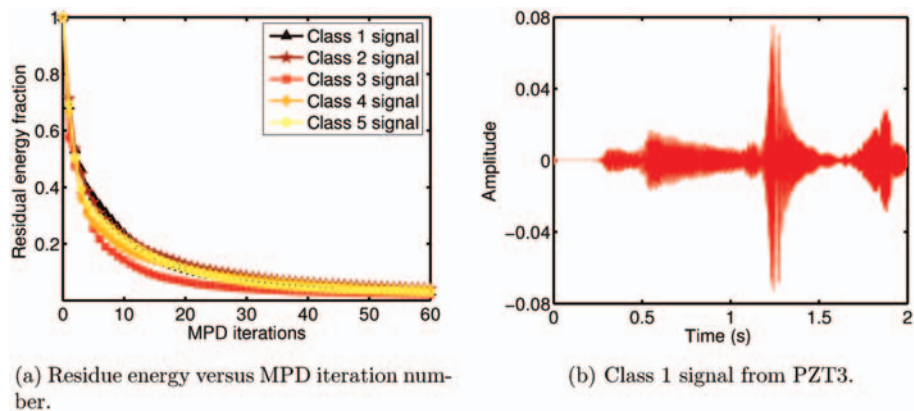 1
0.8
0.6
0.4
0.2
0
10
20
30
40
50
60
Residual energy fraction
MPD iterations
Class 1 signal
Class 2 signal
Class 3 signal
Class 4 signal
Class 5 signal
(a) Residue energy versus MPD iteration num-
ber.
0.08
0.04
0
−0.04
−0.08
0
0.5
1
1.5
2
Amplitude
Time (s)
(b) Class 1 signal from PZT3.